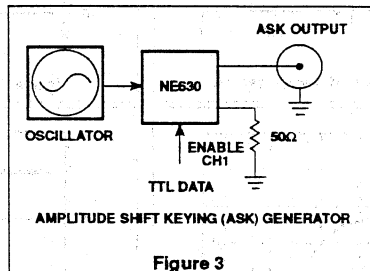 ASK OUTPUT
NE630
OSCILLATOR
ENABLE
CH1
50Ω
TTL DATA
AMPLITUDE SHIFT KEYING (ASK) GENERATOR
Figure 3